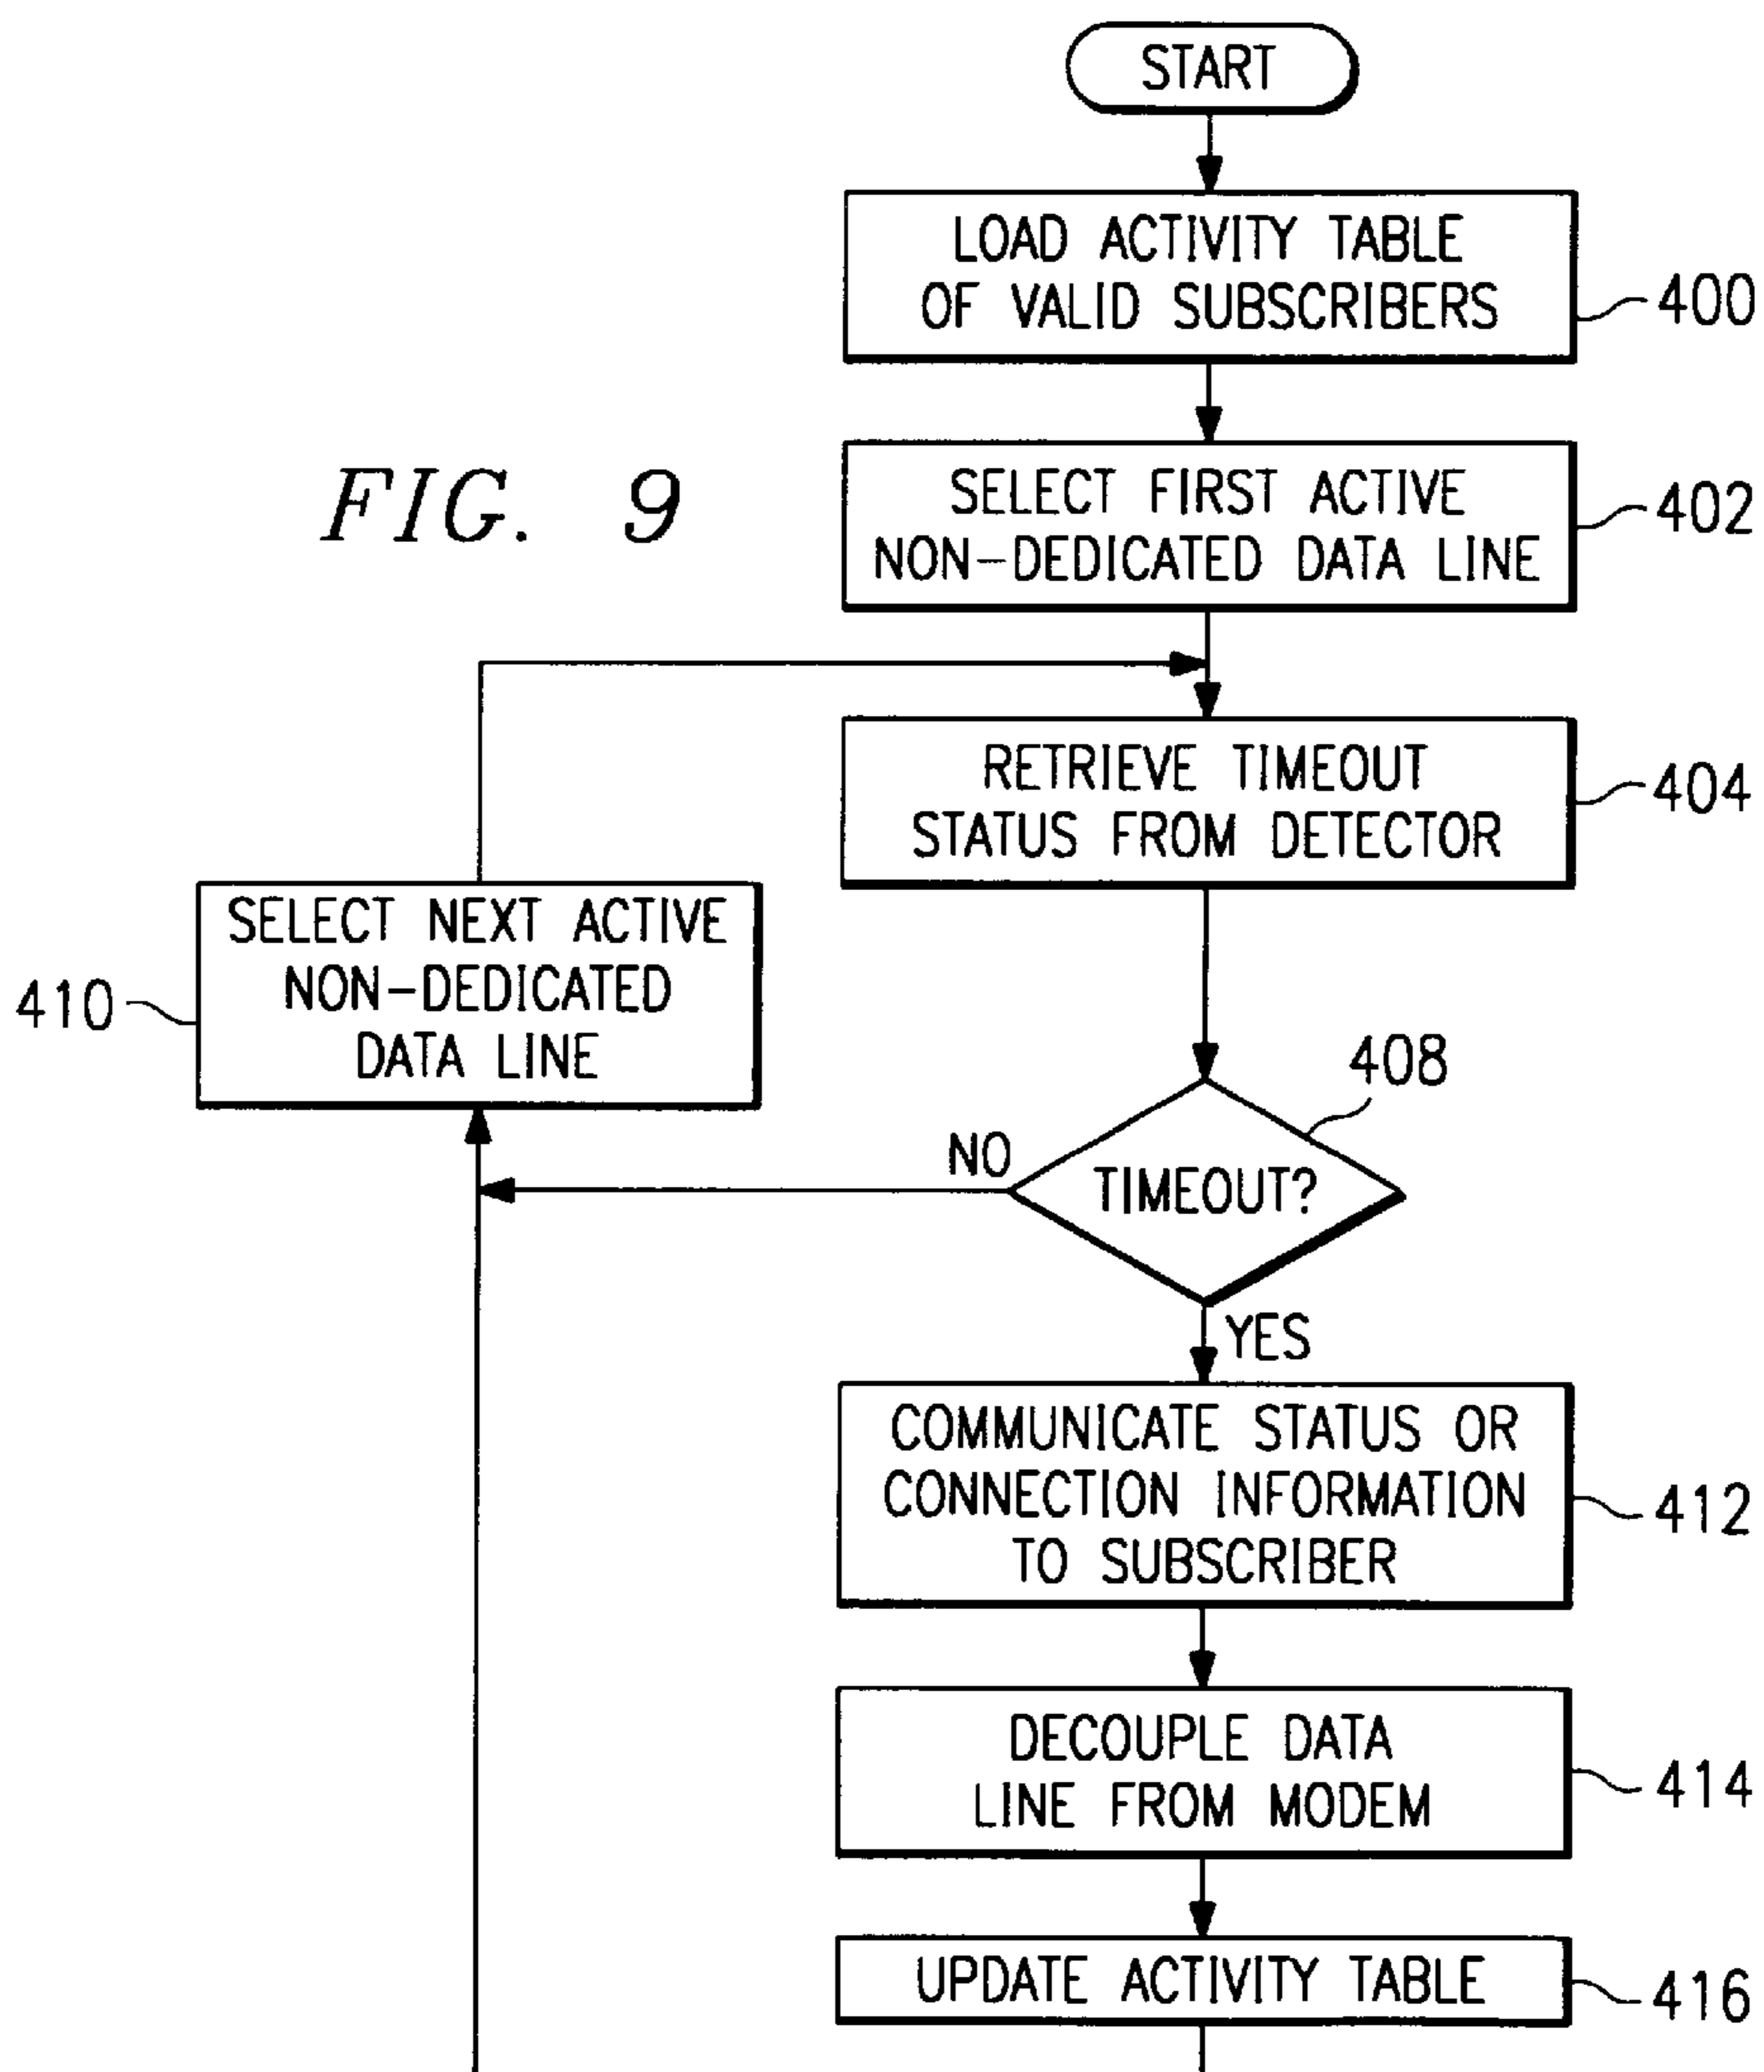 START
LOAD ACTIVITY TABLE
OF VALID SUBSCRIBERS
400
FIG. 9
SELECT FIRST ACTIVE
NON-DEDICATED DATA LINE
402
RETRIEVE TIMEOUT
STATUS FROM DETECTOR
404
SELECT NEXT ACTIVE
NON-DEDICATED
DATA LINE
410
408
NO
TIMEOUT?
YES
COMMUNICATE STATUS OR
CONNECTION INFORMATION
TO SUBSCRIBER
412
DECOUPLE DATA
LINE FROM MODEM
414
UPDATE ACTIVITY TABLE
416